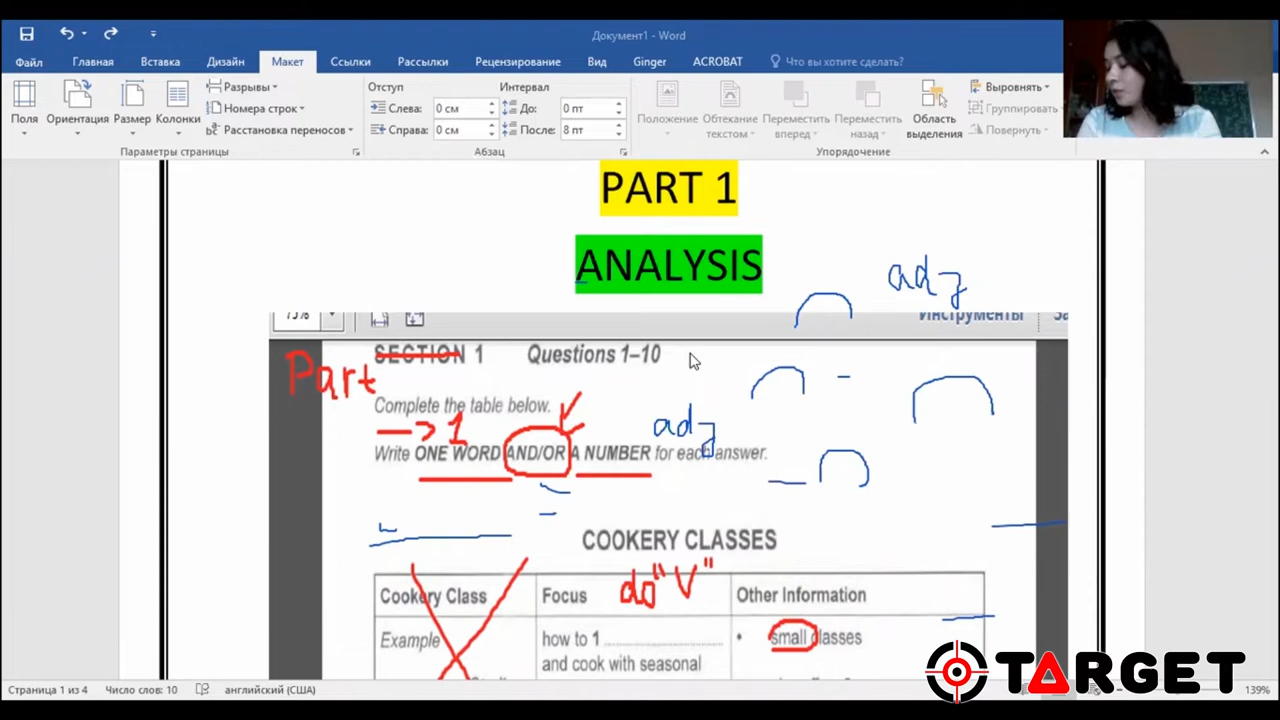 Документ1 - Word
Файл Главная Вставка Дизайн Макет Ссылки Рассылки Рецензирование Вид Ginger ACROBAT Что вы хотите сделать?
Поля Ориентация Размер Колонки
Разрывы
Номера строк
Расстановка переносов
Параметры страницы
Отступ Интервал
Слева: 0 см До: 0 пт
Справа: 0 см После: 8 пт
Абзац
Положение Обтекание текстом Переместить вперед Переместить назад Область выделения
Выровнять
Группировать
Повернуть
Упорядочение
PART 1
ANALYSIS
adj
75%
Инструменты
SECTION 1 Questions 1–10
Part
Complete the table below.
> 1
adj
Write ONE WORD AND/OR A NUMBER for each answer.
COOKERY CLASSES
Cookery Class Focus do "V" Other Information
Example how to 1 • small classes
and cook with seasonal
TARGET
Страница 1 из 4 Число слов: 10 английский (США) 139%